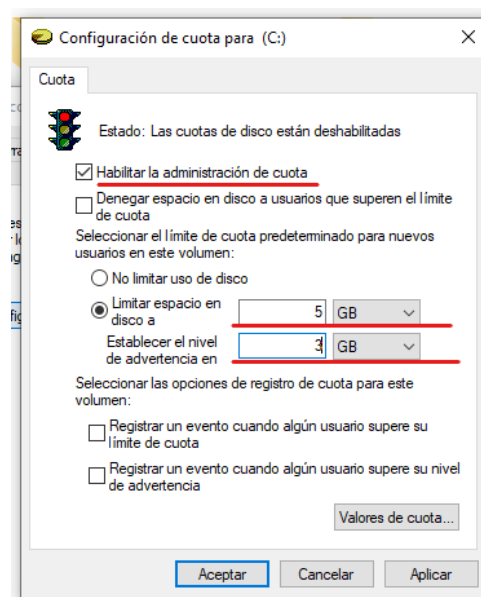 Configuración de cuota para (C:)
Cuota
Estado: Las cuotas de disco están deshabilitadas
Habilitar la administración de cuota
Denegar espacio en disco a usuarios que superen el límite
de cuota
Seleccionar el límite de cuota predeterminado para nuevos
usuarios en este volumen:
No limitar uso de disco
Limitar espacio en
disco a
5 GB
Establecer el nivel
de advertencia en
3 GB
Seleccionar las opciones de registro de cuota para este
volumen:
Registrar un evento cuando algún usuario supere su
límite de cuota
Registrar un evento cuando algún usuario supere su nivel
de advertencia
Valores de cuota...
Aceptar Cancelar Aplicar